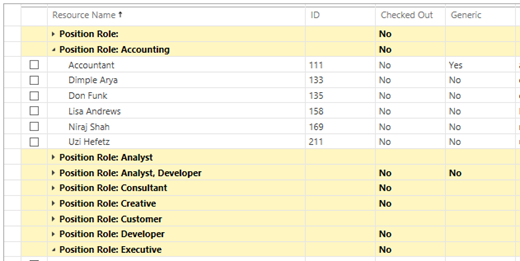 Resource Name ID Checked Out Generic
Position Role: No
Position Role: Accounting No
Accountant 111 No Yes
Dimple Arya 133 No No
Don Funk 135 No No
Lisa Andrews 158 No No
Niraj Shah 169 No No
Uzi Hefetz 211 No No
Position Role: Analyst
Position Role: Analyst, Developer No No
Position Role: Consultant No
Position Role: Creative No
Position Role: Customer
Position Role: Developer No
Position Role: Executive No